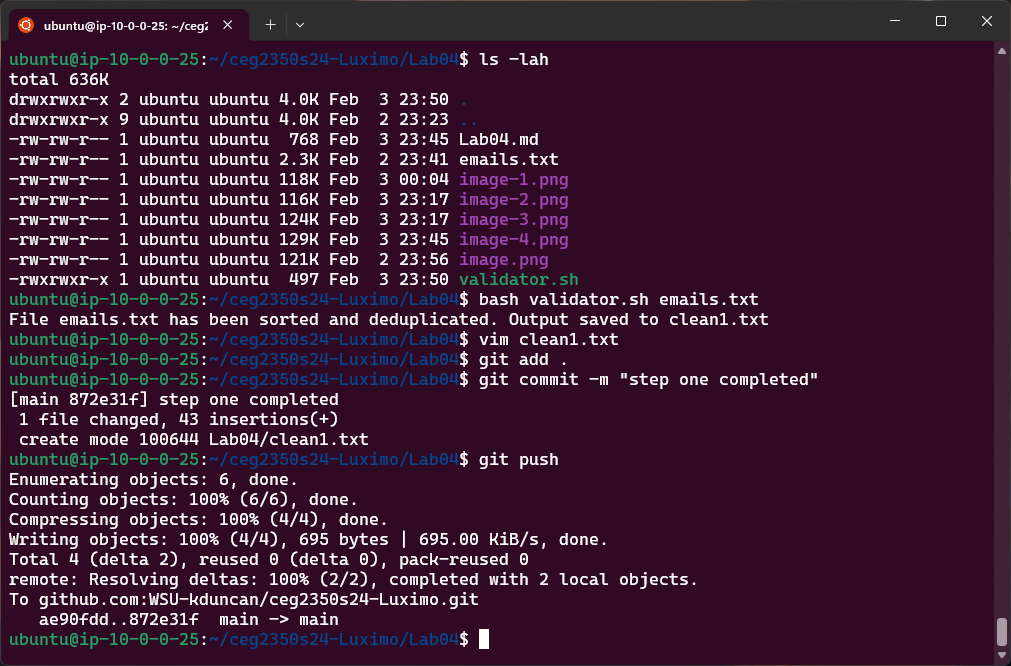 ubuntu@ip-10-0-0-25: ~/ceg2
ubuntu@ip-10-0-0-25:~/ceg2350s24-Luximo/Lab04$ ls -lah
total 636K
drwxrwxr-x 2 ubuntu ubuntu 4.0K Feb  3 23:50 .
drwxrwxr-x 9 ubuntu ubuntu 4.0K Feb  2 23:23 ..
-rw-rw-r-- 1 ubuntu ubuntu  768 Feb  3 23:45 Lab04.md
-rw-rw-r-- 1 ubuntu ubuntu 2.3K Feb  2 23:41 emails.txt
-rw-rw-r-- 1 ubuntu ubuntu 118K Feb  3 00:04 image-1.png
-rw-rw-r-- 1 ubuntu ubuntu 116K Feb  3 23:17 image-2.png
-rw-rw-r-- 1 ubuntu ubuntu 124K Feb  3 23:17 image-3.png
-rw-rw-r-- 1 ubuntu ubuntu 129K Feb  3 23:45 image-4.png
-rw-rw-r-- 1 ubuntu ubuntu 121K Feb  2 23:56 image.png
-rwxrwxr-x 1 ubuntu ubuntu  497 Feb  3 23:50 validator.sh
ubuntu@ip-10-0-0-25:~/ceg2350s24-Luximo/Lab04$ bash validator.sh emails.txt
File emails.txt has been sorted and deduplicated. Output saved to clean1.txt
ubuntu@ip-10-0-0-25:~/ceg2350s24-Luximo/Lab04$ vim clean1.txt
ubuntu@ip-10-0-0-25:~/ceg2350s24-Luximo/Lab04$ git add .
ubuntu@ip-10-0-0-25:~/ceg2350s24-Luximo/Lab04$ git commit -m "step one completed"
[main 872e31f] step one completed
 1 file changed, 43 insertions(+)
 create mode 100644 Lab04/clean1.txt
ubuntu@ip-10-0-0-25:~/ceg2350s24-Luximo/Lab04$ git push
Enumerating objects: 6, done.
Counting objects: 100% (6/6), done.
Compressing objects: 100% (4/4), done.
Writing objects: 100% (4/4), 695 bytes | 695.00 KiB/s, done.
Total 4 (delta 2), reused 0 (delta 0), pack-reused 0
remote: Resolving deltas: 100% (2/2), completed with 2 local objects.
To github.com:WSU-kduncan/ceg2350s24-Luximo.git
   ae90fdd..872e31f  main -> main
ubuntu@ip-10-0-0-25:~/ceg2350s24-Luximo/Lab04$